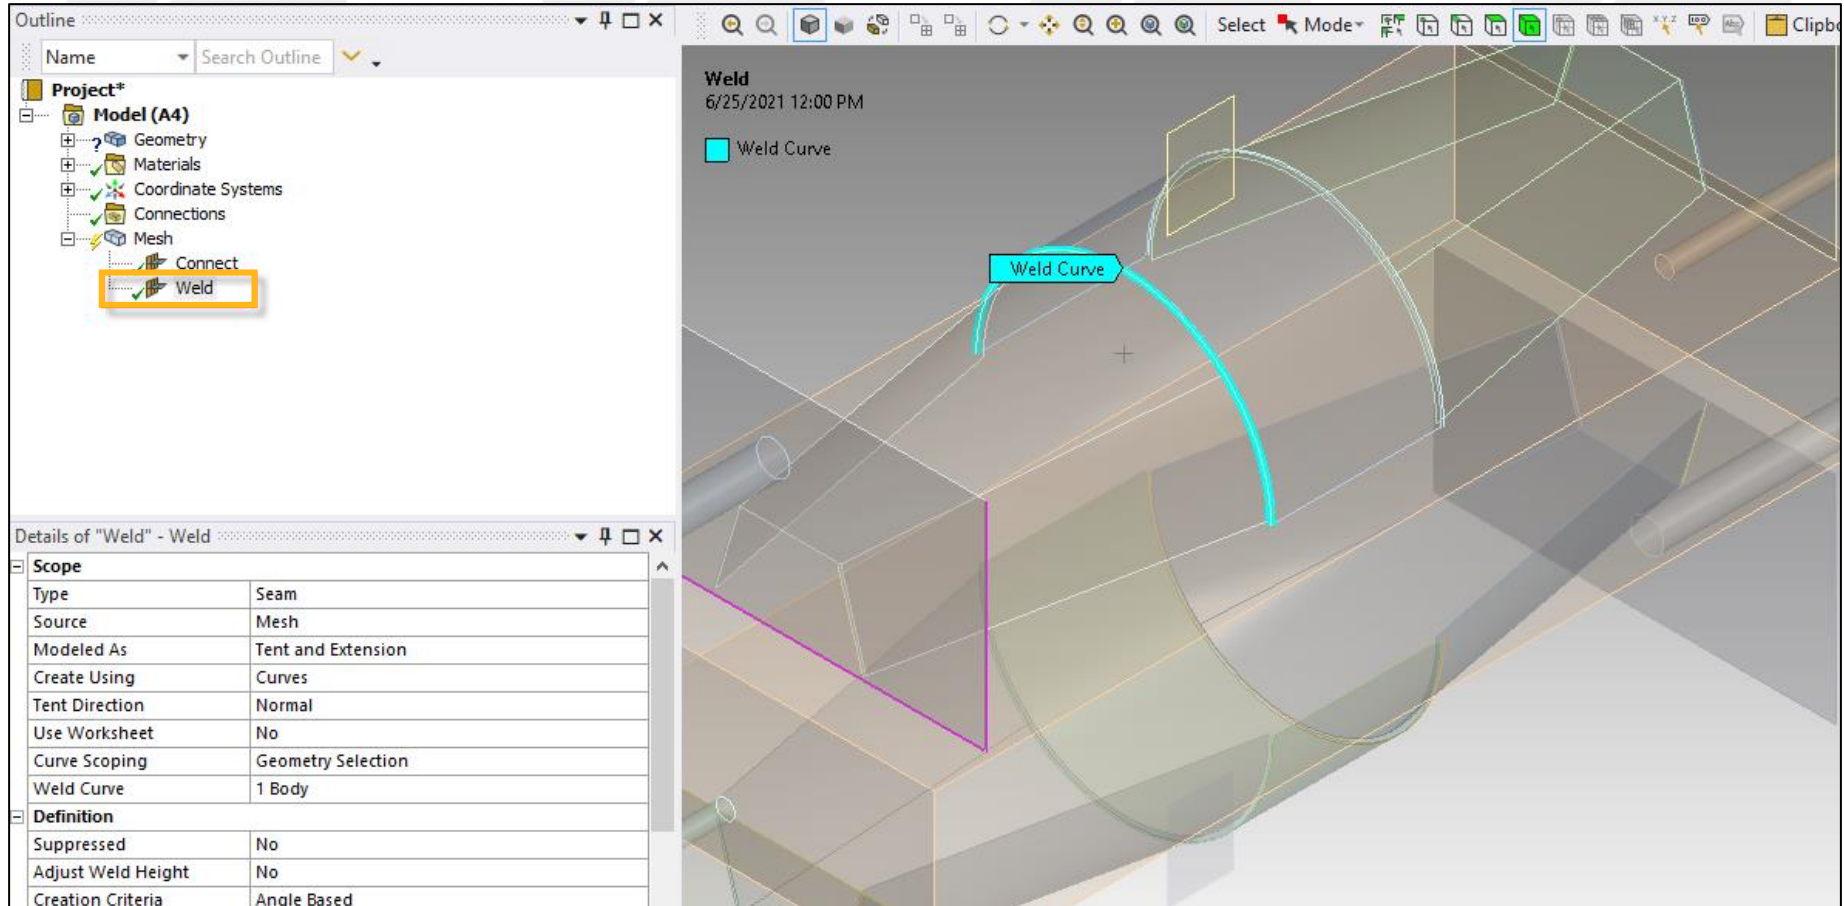 Outline
Select Mode Clipbo
Name Search Outline
Project*
Model (A4)
Geometry
Materials
Coordinate Systems
Connections
Mesh
Connect
Weld
Weld
6/25/2021 12:00 PM
Weld Curve
Weld Curve
Details of "Weld" - Weld
Scope
Type Seam
Source Mesh
Modeled As Tent and Extension
Create Using Curves
Tent Direction Normal
Use Worksheet No
Curve Scoping Geometry Selection
Weld Curve 1 Body
Definition
Suppressed No
Adjust Weld Height No
Creation Criteria Angle Based